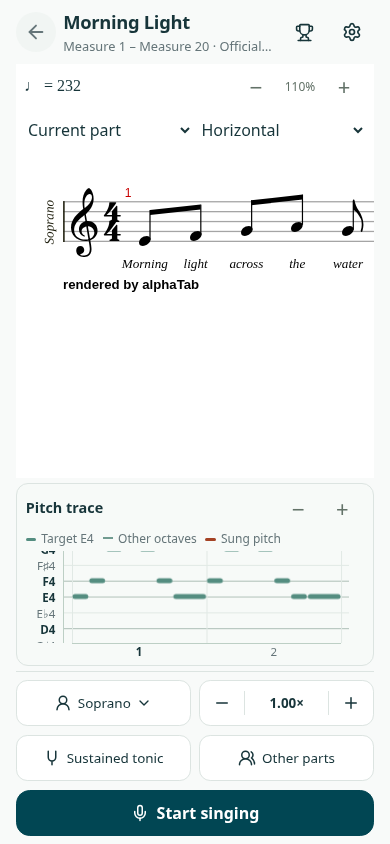 Morning Light
Measure 1 – Measure 20 · Official...
♩ = 232
110%
Current part
Horizontal
1
Soprano
Morning light across the water
rendered by alphaTab
Pitch trace
Target E4 Other octaves Sung pitch
G4
F♯4
F4
E4
E♭4
D4
1 2
Soprano
1.00×
Sustained tonic
Other parts
Start singing